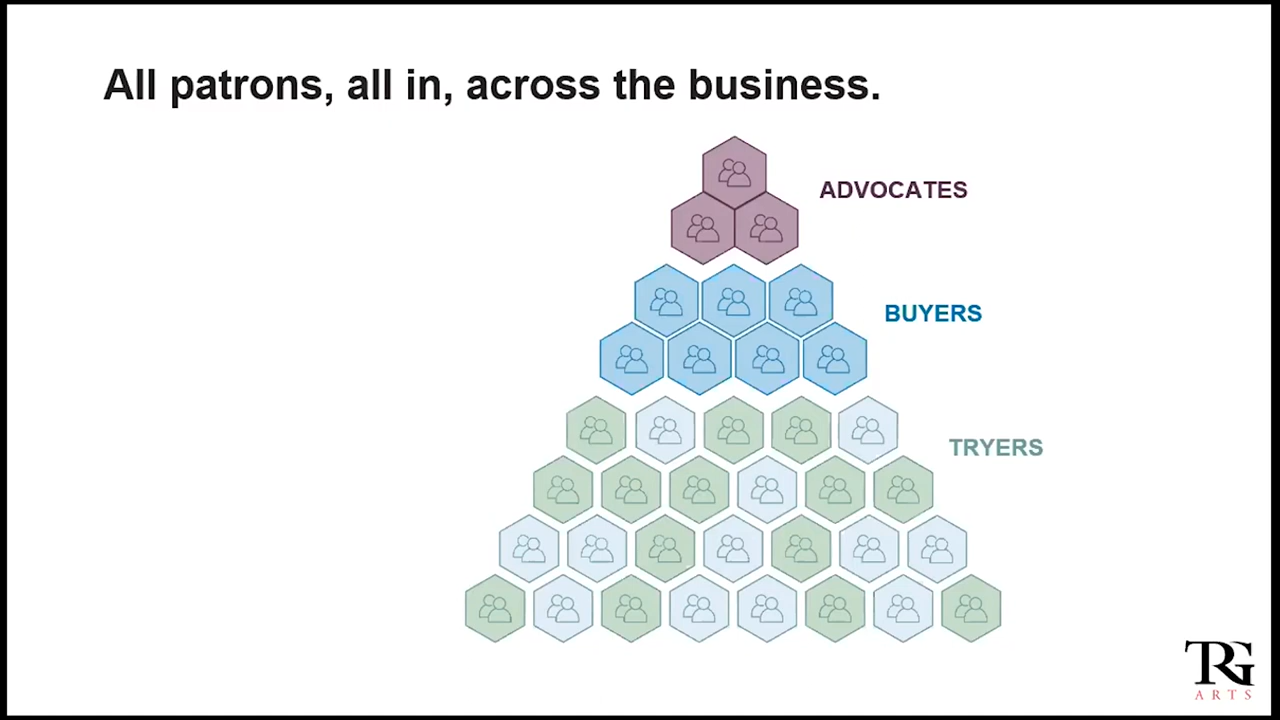 All patrons, all in, across the business.
ADVOCATES
BUYERS
TRYERS
TRG
ARTS